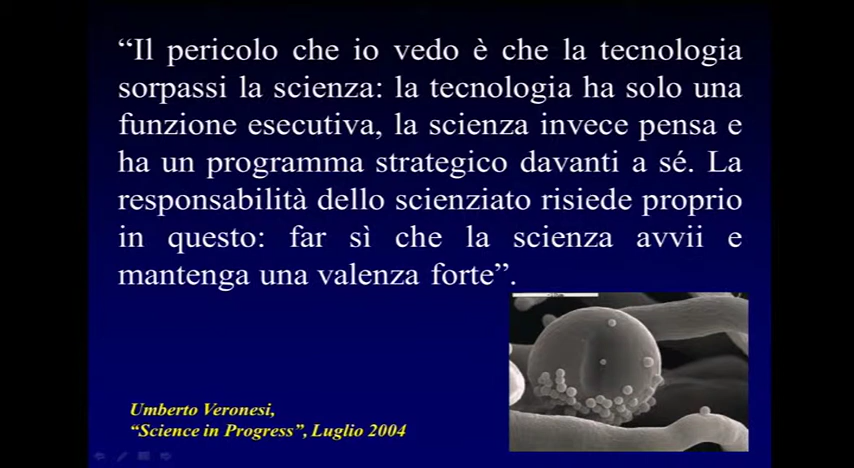 “Il pericolo che io vedo è che la tecnologia
sorpassi la scienza: la tecnologia ha solo una
funzione esecutiva, la scienza invece pensa e
ha un programma strategico davanti a sé. La
responsabilità dello scienziato risiede proprio
in questo: far sì che la scienza avvii e
mantenga una valenza forte”.
Umberto Veronesi,
“Science in Progress”, Luglio 2004